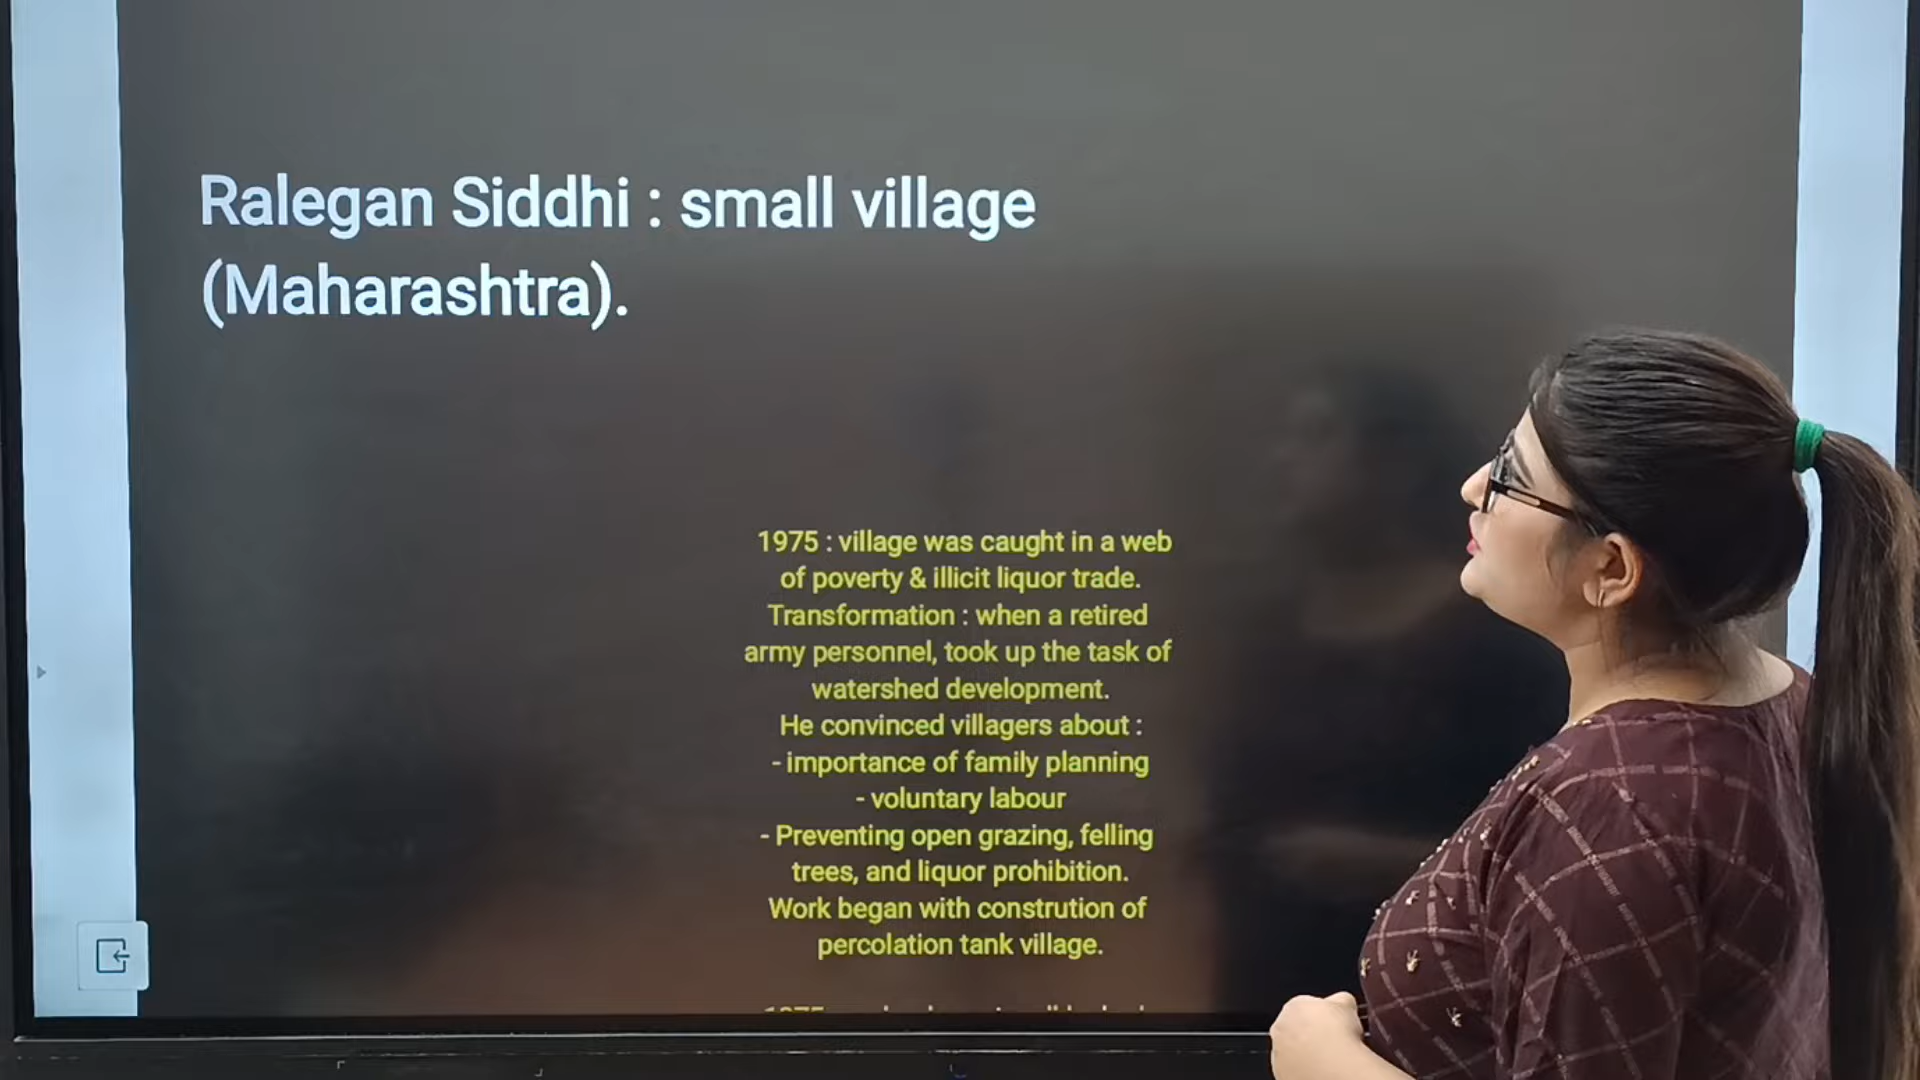 Ralegan Siddhi : small village
(Maharashtra).
1975 : village was caught in a web
of poverty & illicit liquor trade.
Transformation : when a retired
army personnel, took up the task of
watershed development.
He convinced villagers about :
- importance of family planning
- voluntary labour
- Preventing open grazing, felling
trees, and liquor prohibition.
Work began with constrution of
percolation tank village.